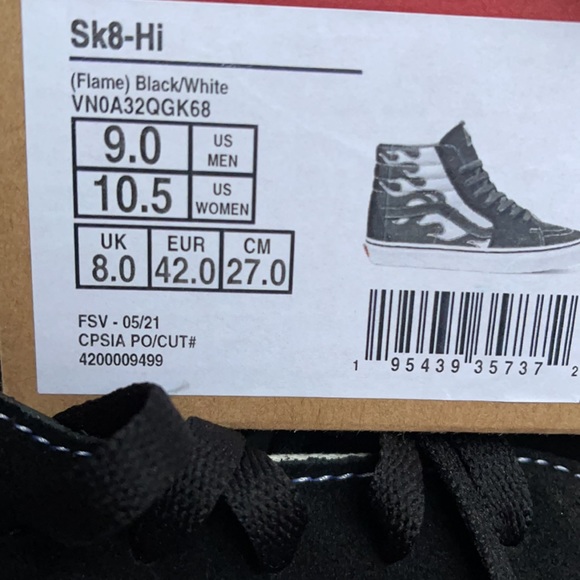 Sk8-Hi
(Flame) Black/White
VN0A32QGK68
9.0 US MEN
10.5 US WOMEN
UK EUR CM
8.0 42.0 27.0
FSV - 05/21
CPSIA PO/CUT#
4200009499
1 95439 35737 2